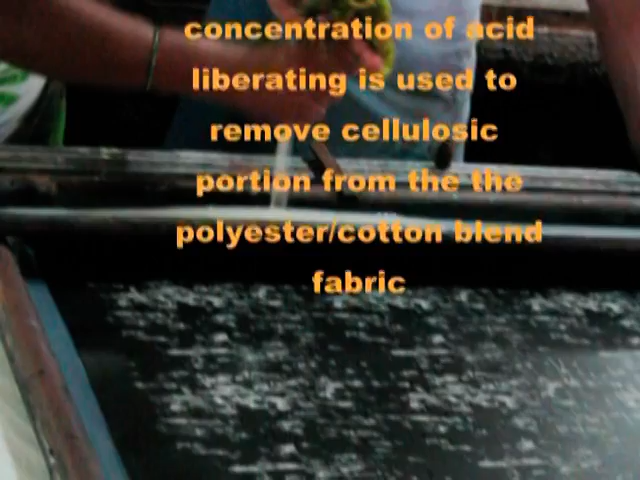 concentration of acid
liberating is used to
remove cellulosic
portion from the the
polyester/cotton blend
fabric